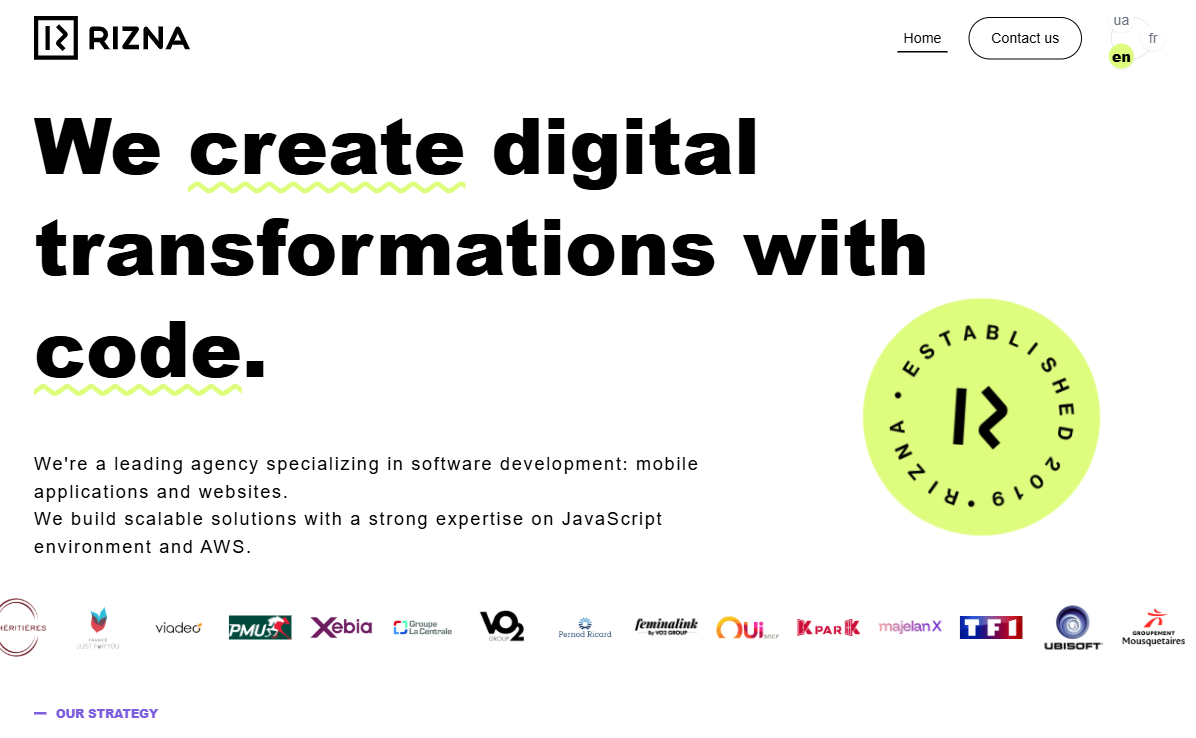 RIZNA
Home
Contact us
ua
fr
en
We create digital
transformations with
code.
RIZNA • ESTABLISHED 2019 •
We're a leading agency specializing in software development: mobile
applications and websites.
We build scalable solutions with a strong expertise on JavaScript
environment and AWS.
HÉRITIÈRES
FRANCE
JUST FOR YOU
viadeo
PMU
Xebia
Groupe
La Centrale
VO2
GROUP
Pernod Ricard
feminalink
By VO2 GROUP
OUi
sncf
K PAR K
majelan X
TF1
UBISOFT
GROUPEMENT
Mousquetaires
OUR STRATEGY